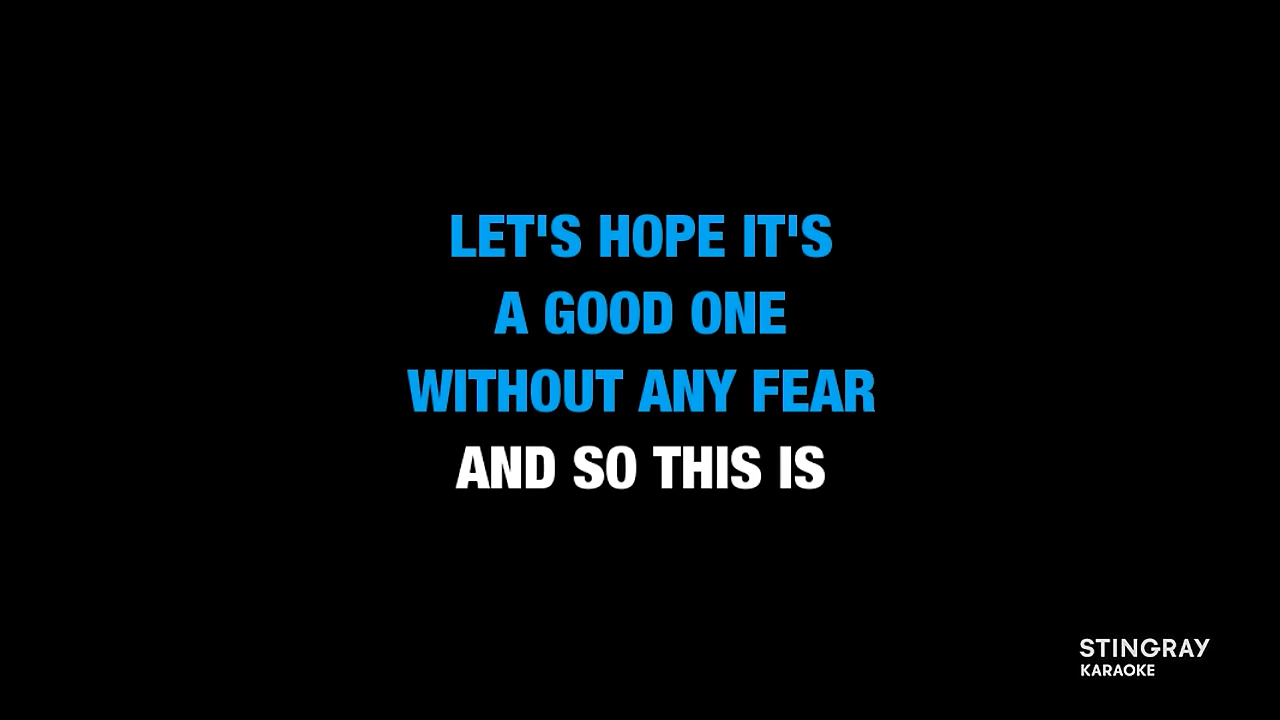 LET'S HOPE IT'S
A GOOD ONE
WITHOUT ANY FEAR
AND SO THIS IS
STINGRAY
KARAOKE